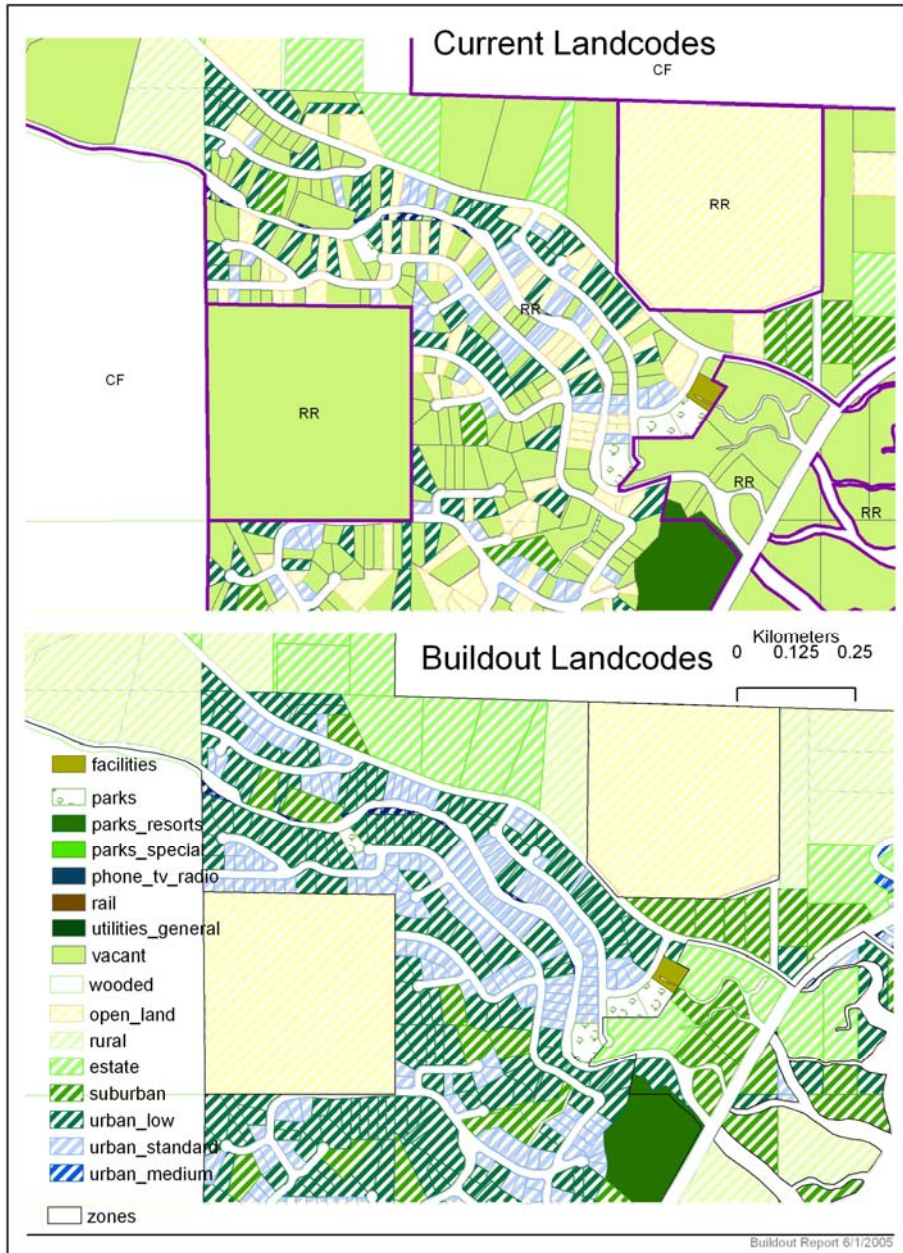 Current Landcodes
CF
RR
RR
CF
RR
RR
RR
Buildout Landcodes
Kilometers
0 0.125 0.25
facilities
parks
parks_resorts
parks_special
phone_tv_radio
rail
utilities_general
vacant
wooded
open_land
rural
estate
suburban
urban_low
urban_standard
urban_medium
zones
Buildout Report 6/1/2005